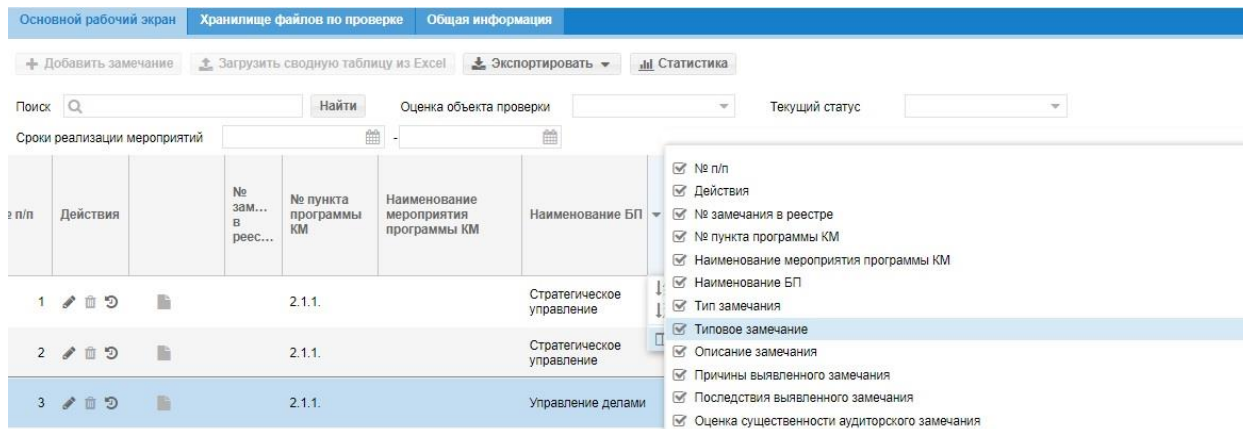 Основной рабочий экран Хранилище файлов по проверке Общая информация
Добавить замечание Загрузить сводную таблицу из Excel Экспортировать Статистика
Поиск Найти Оценка объекта проверки Текущий статус
Сроки реализации мероприятий -
№ п/п
Действия
№
зам...
в
реес...
№ пункта
программы
КМ
Наименование
мероприятия
программы КМ
Наименование БП
1 2.1.1. Стратегическое
управление
2 2.1.1. Стратегическое
управление
3 2.1.1. Управление делами
№ п/п
Действия
№ замечания в реестре
№ пункта программы КМ
Наименование мероприятия программы КМ
Наименование БП
Тип замечания
Типовое замечание
Описание замечания
Причины выявленного замечания
Последствия выявленного замечания
Оценка существенности аудиторского замечания